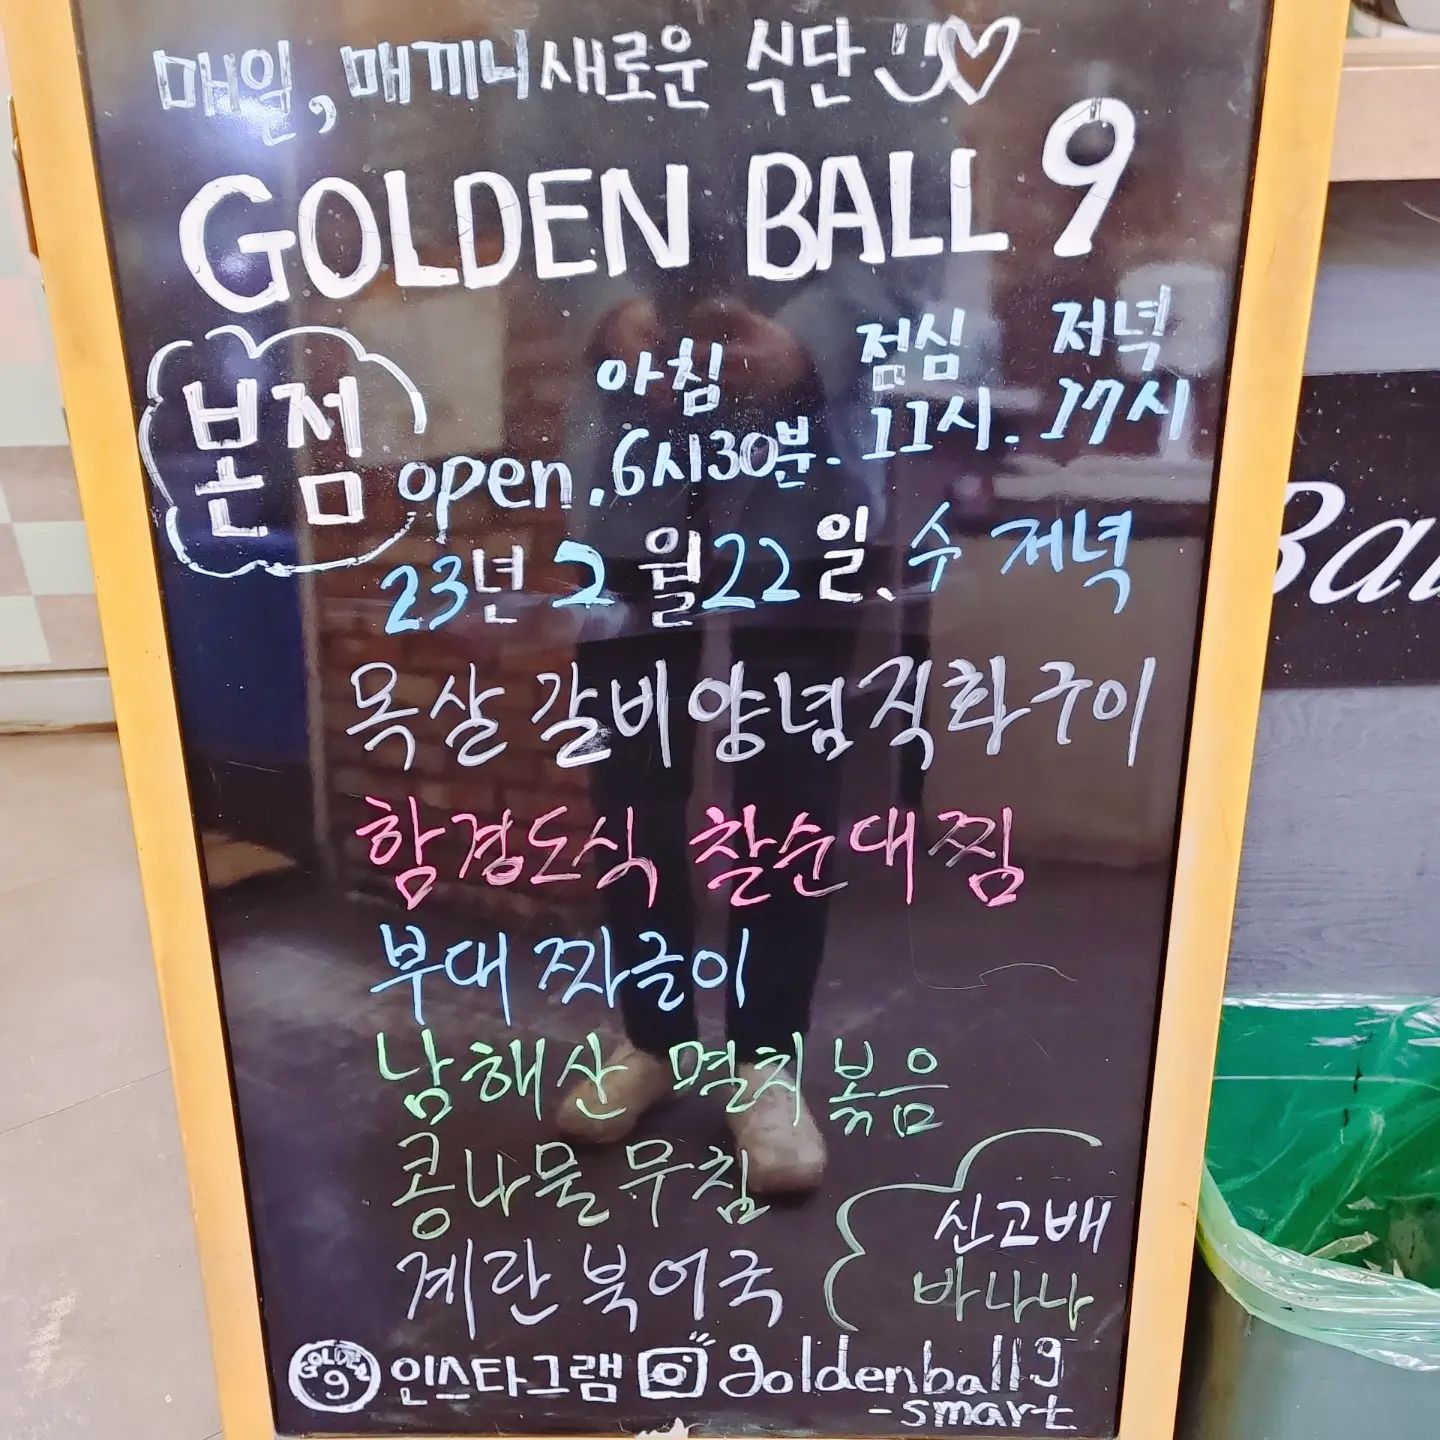 매일, 매끼니 새로운 식단
GOLDEN BALL 9
본점
아침 점심 저녁
open. 6시30분. 11시. 17시
23년 2월 22일. 수 저녁
목살 갈비양념직화구이
함경도식 찰순대찜
부대 짜글이
남해산 멸치볶음
콩나물무침
계란 북어국
신고배
바나나
GOLDEN 9 인스타그램 goldenball9
-smart
Ba